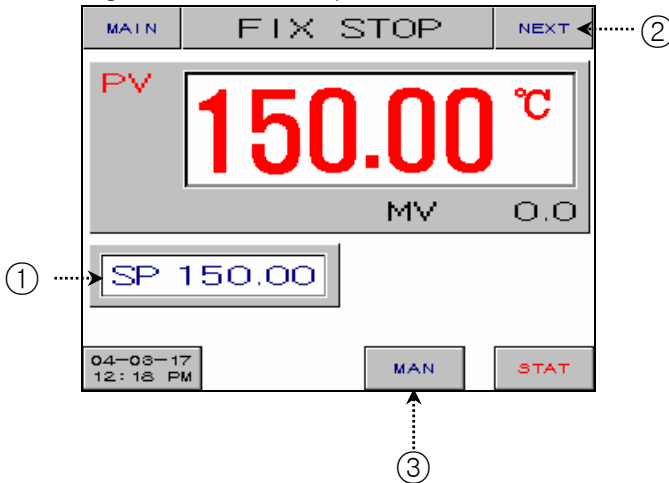 MAIN FIX STOP NEXT
②
PV 150.00 ℃
MV 0.0
① SP 150.00
04-03-17
12:18 PM
MAN STAT
③